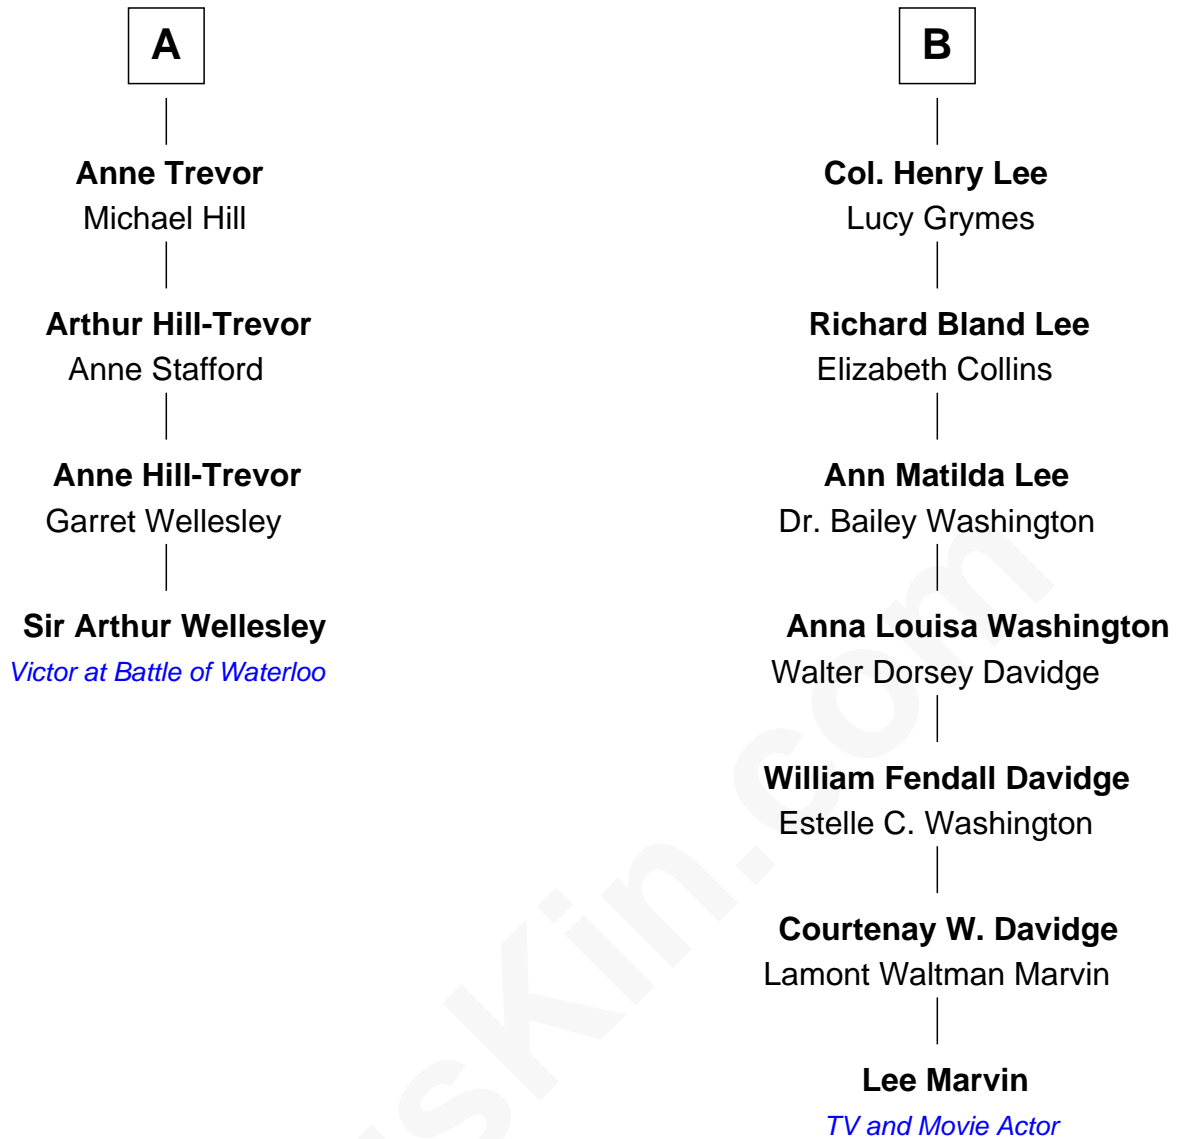 A
Anne Trevor
Michael Hill
Arthur Hill-Trevor
Anne Stafford
Anne Hill-Trevor
Garret Wellesley
Sir Arthur Wellesley
Victor at Battle of Waterloo
B
Col. Henry Lee
Lucy Grymes
Richard Bland Lee
Elizabeth Collins
Ann Matilda Lee
Dr. Bailey Washington
Anna Louisa Washington
Walter Dorsey Davidge
William Fendall Davidge
Estelle C. Washington
Courtenay W. Davidge
Lamont Waltman Marvin
Lee Marvin
TV and Movie Actor
sKin.com